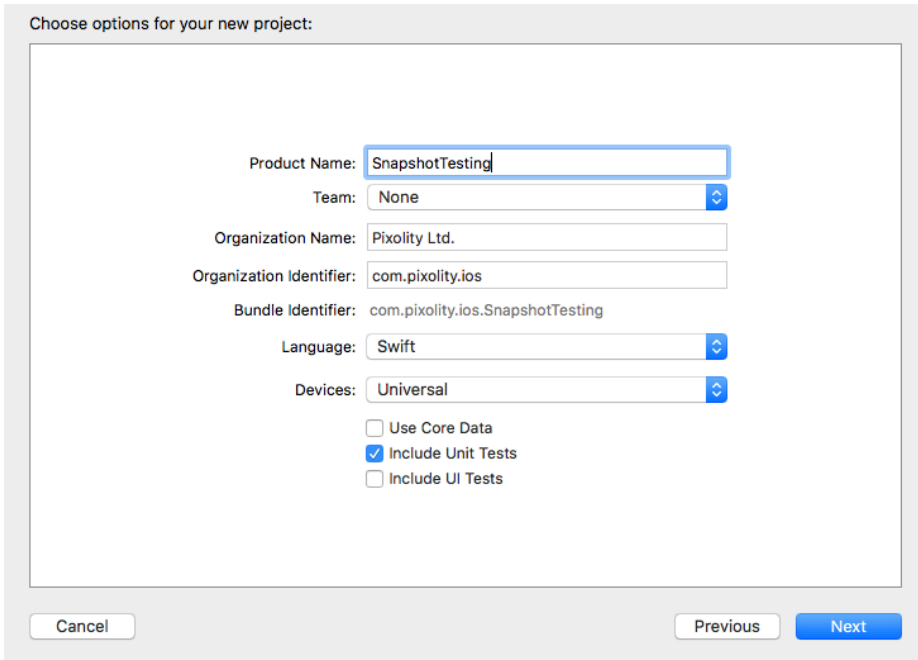 Choose options for your new project:
Product Name: SnapshotTesting
Team: None
Organization Name: Pixolity Ltd.
Organization Identifier: com.pixolity.ios
Bundle Identifier: com.pixolity.ios.SnapshotTesting
Language: Swift
Devices: Universal
Use Core Data
Include Unit Tests
Include UI Tests
Cancel Previous Next